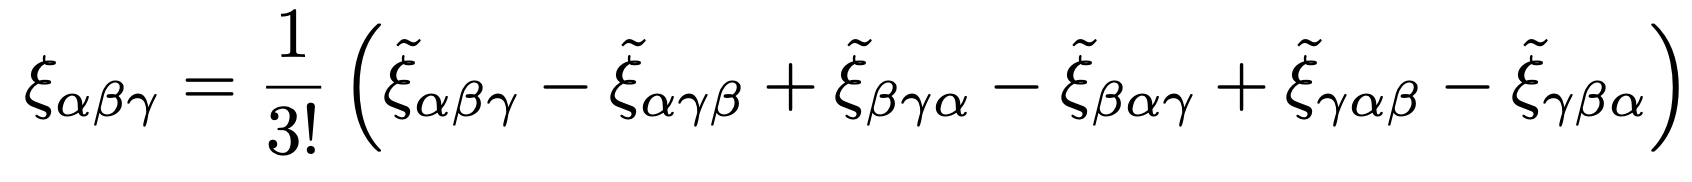 ξ_{αβγ} = \frac{1}{3!} \left( \tilde{ξ}_{αβγ} − \tilde{ξ}_{αγβ} + \tilde{ξ}_{βγα} − \tilde{ξ}_{βαγ} + \tilde{ξ}_{γαβ} − \tilde{ξ}_{γβα} \right)